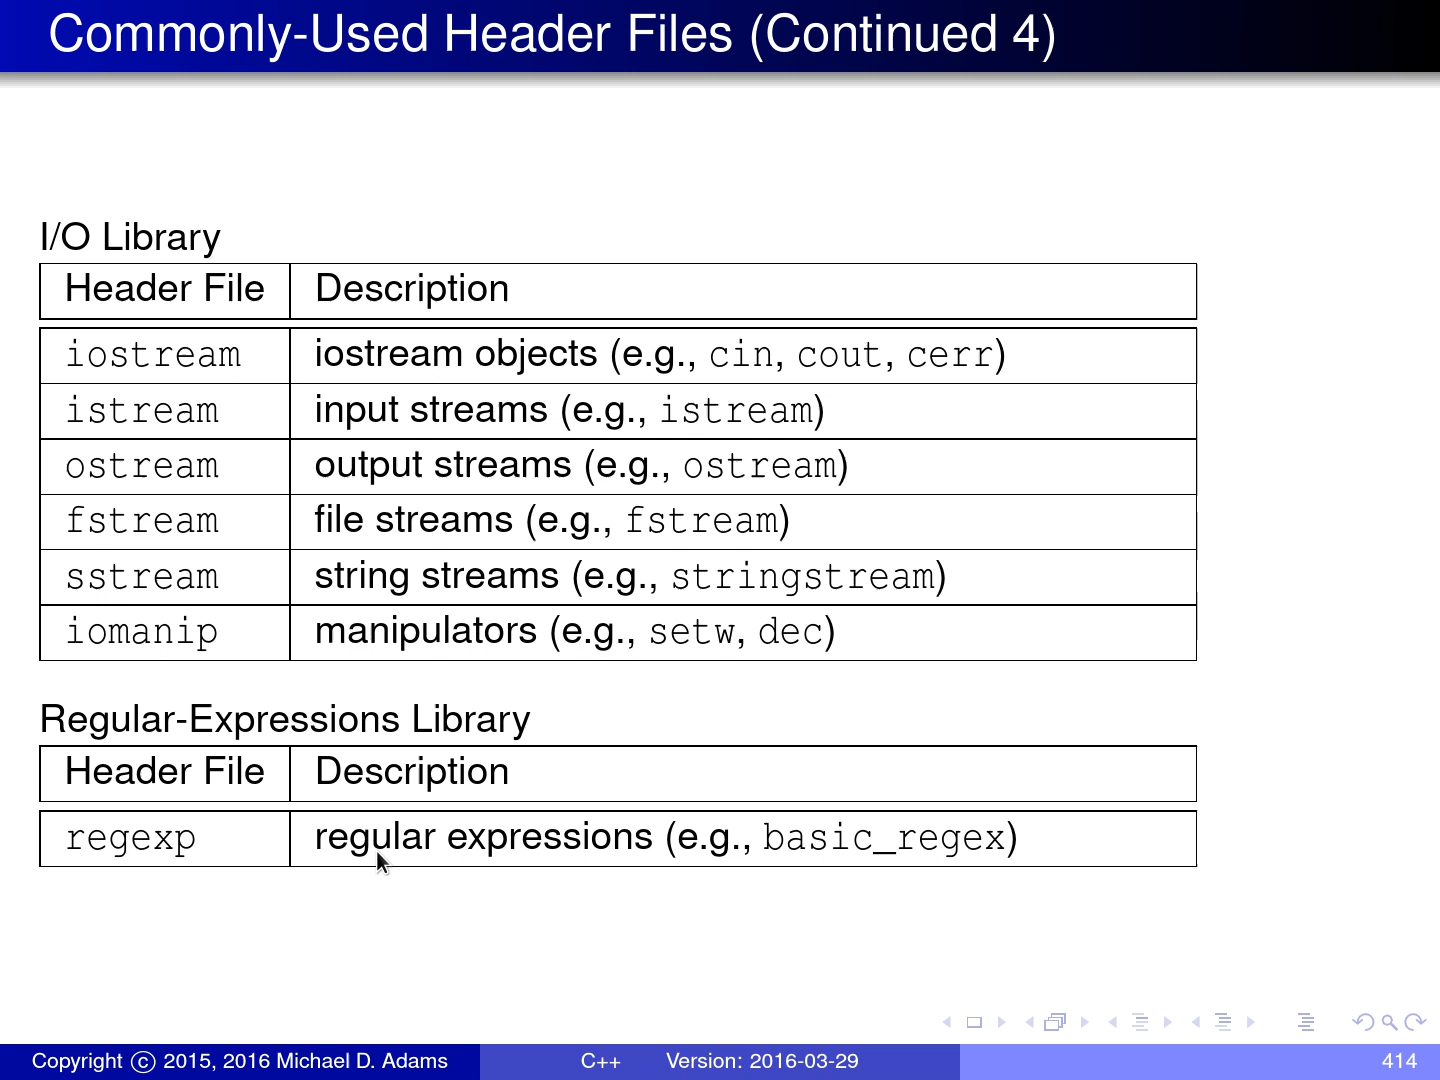 Commonly-Used Header Files (Continued 4)
I/O Library
Header File Description
iostream iostream objects (e.g., cin, cout, cerr)
istream input streams (e.g., istream)
ostream output streams (e.g., ostream)
fstream file streams (e.g., fstream)
sstream string streams (e.g., stringstream)
iomanip manipulators (e.g., setw, dec)
Regular-Expressions Library
Header File Description
regexp regular expressions (e.g., basic_regex)
Copyright © 2015, 2016 Michael D. Adams C++ Version: 2016-03-29 414